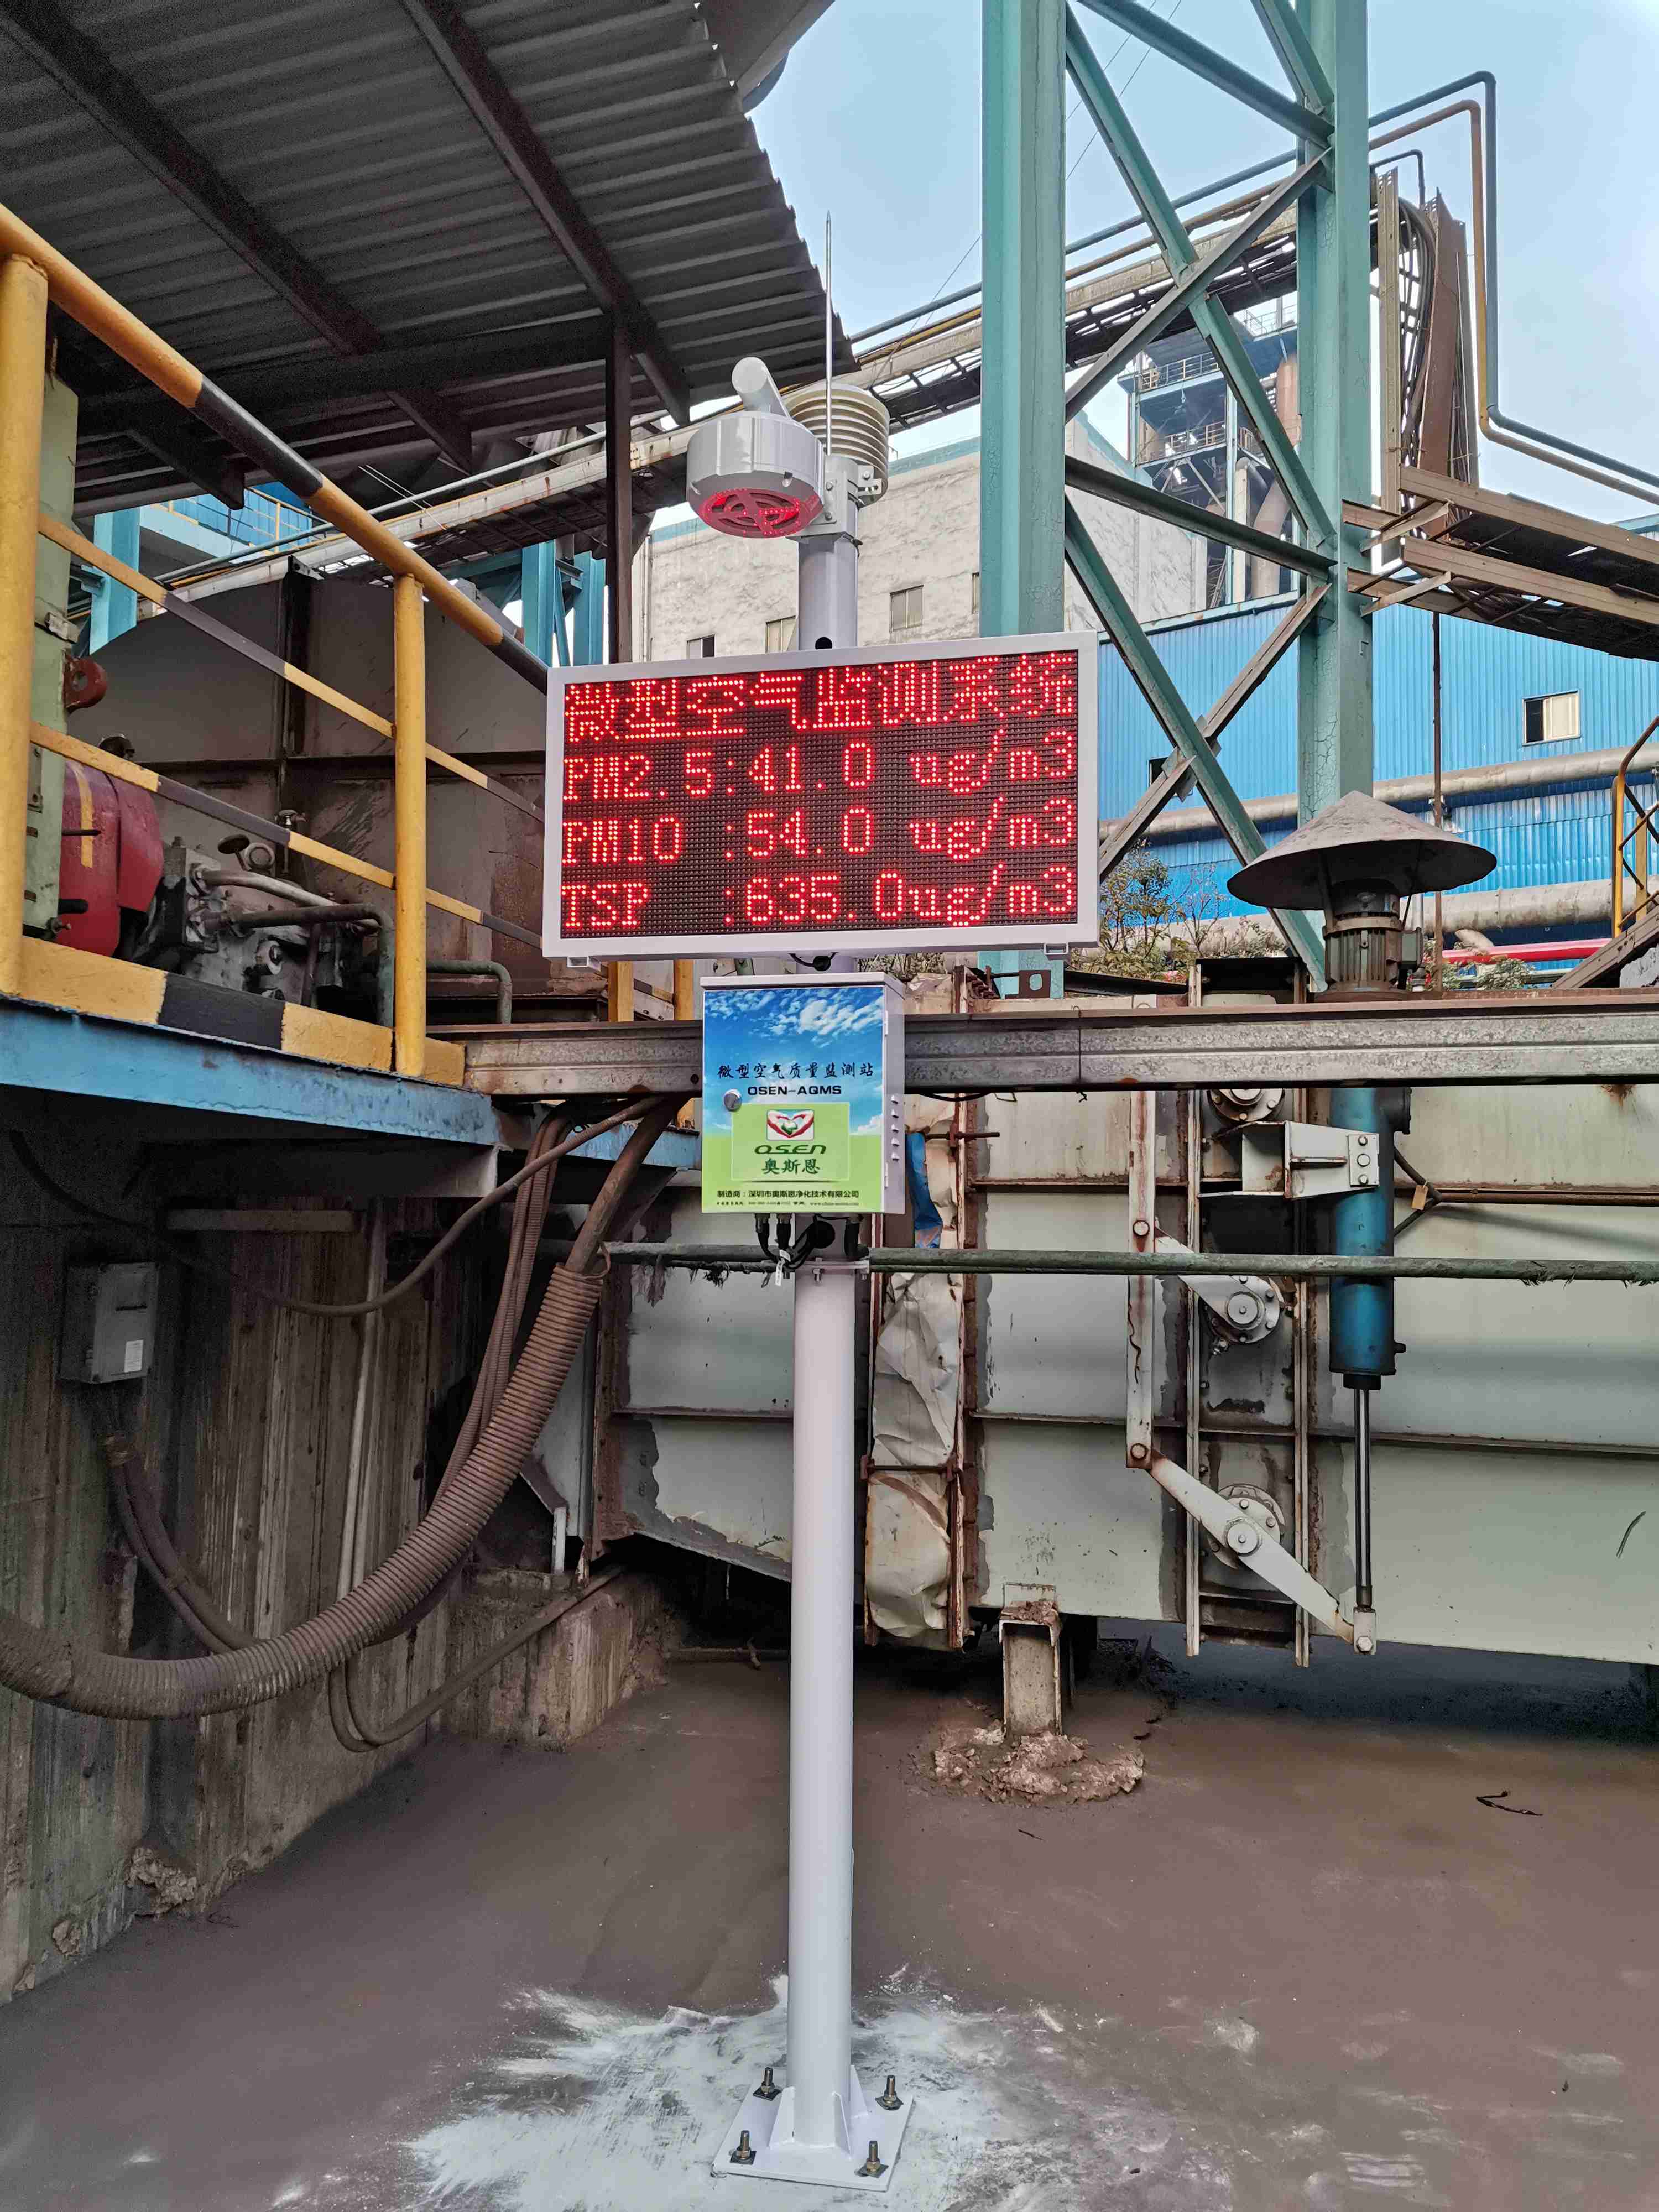 微型空气监测系统
PM2.5:41.0 ug/m3
PM10 :54.0 ug/m3
TSP :635.0ug/m3
微型空气质量监测站
OSEN-AQMS
OSEN
奥斯恩
制造商：深圳市奥斯恩净化技术有限公司